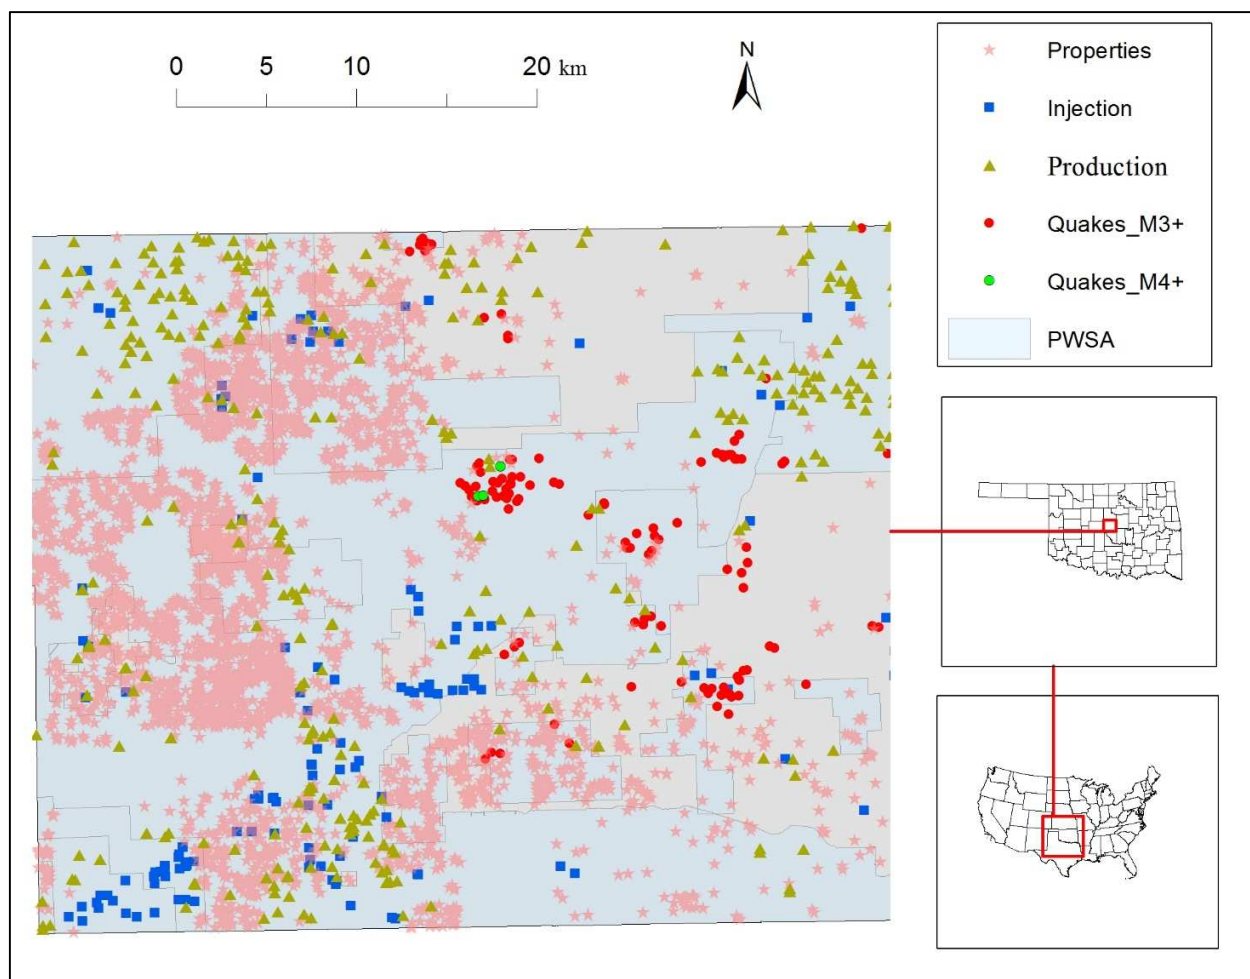 0 5 10 20 km
N
Properties
Injection
Production
Quakes_M3+
Quakes_M4+
PWSA